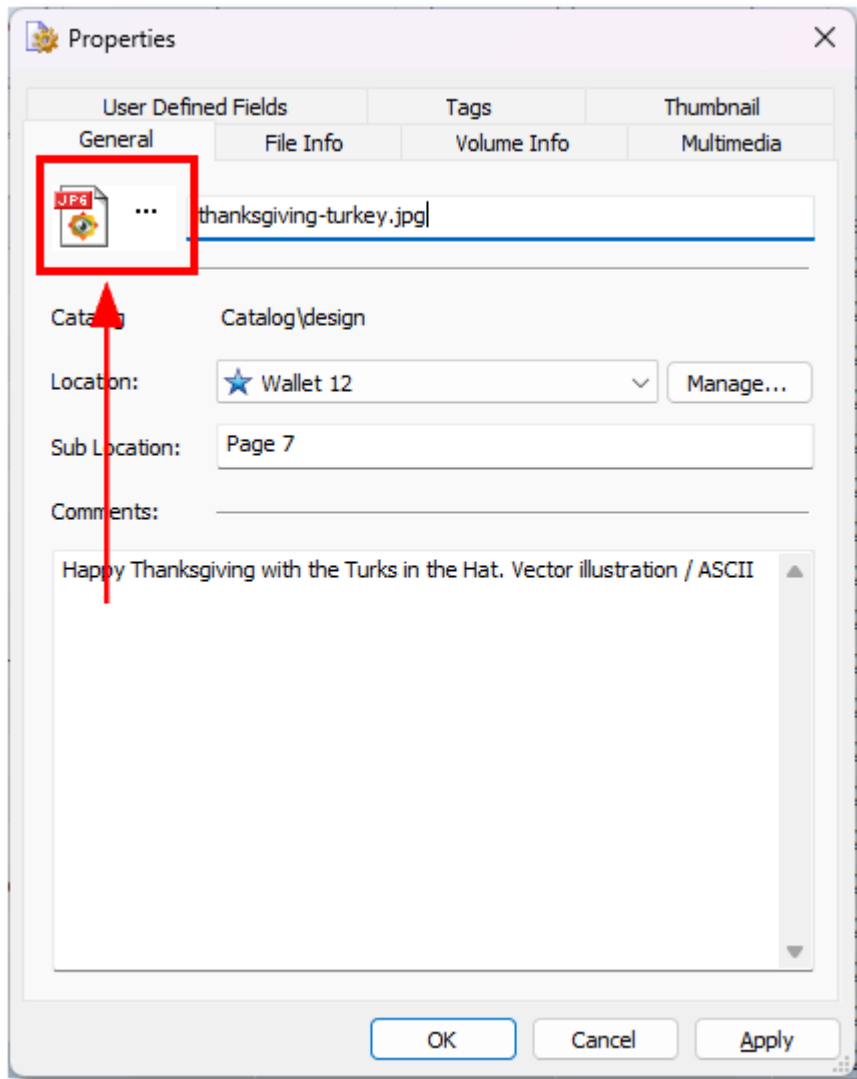 Properties
User Defined Fields Tags Thumbnail
General File Info Volume Info Multimedia
JPG
... thanksgiving-turkey.jpg
Catalog Catalog\design
Location: Wallet 12 Manage...
Sub Location: Page 7
Comments:
Happy Thanksgiving with the Turks in the Hat. Vector illustration / ASCII
OK Cancel Apply